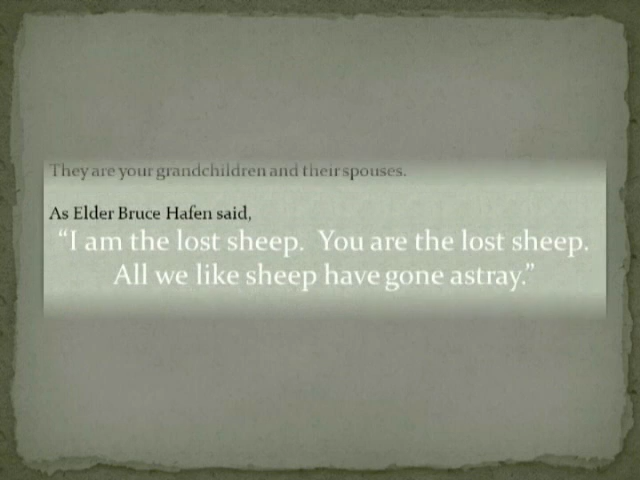 They are your grandchildren and their spouses.
As Elder Bruce Hafen said,
“I am the lost sheep.  You are the lost sheep.
All we like sheep have gone astray.”